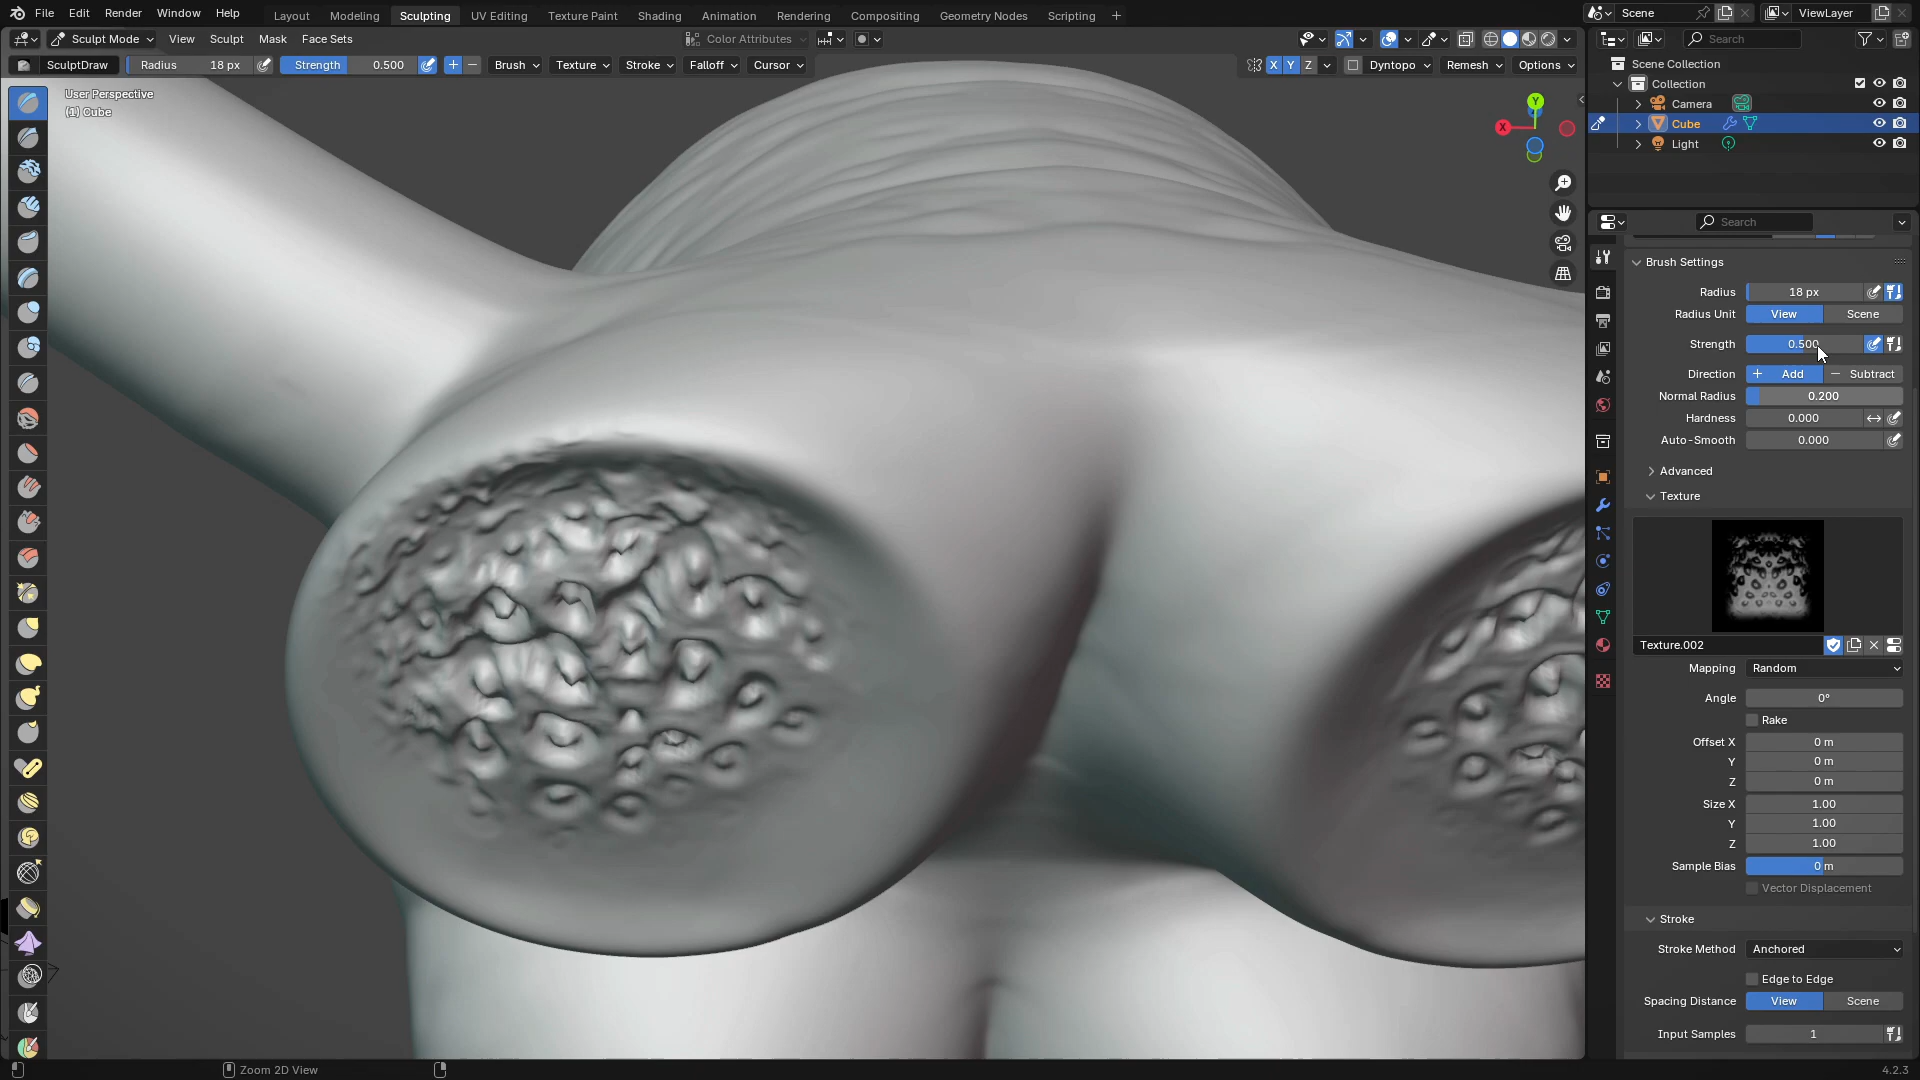 File Edit Render Window Help
Layout Modeling Sculpting UV Editing Texture Paint Shading Animation Rendering Compositing Geometry Nodes Scripting +
Scene
ViewLayer
Sculpt Mode View Sculpt Mask Face Sets
Color Attributes
Search
SculptDraw Radius 18 px Strength 0.500 + − Brush Texture Stroke Falloff Cursor
X Y Z Dyntopo Remesh Options
User Perspective
(1) Cube
Y
X
Scene Collection
Collection
Camera
Cube
Light
Search
Brush Settings
Radius 18 px
Radius Unit View Scene
Strength 0.500
Direction + Add − Subtract
Normal Radius 0.200
Hardness 0.000
Auto-Smooth 0.000
Advanced
Texture
Texture.002
Mapping Random
Angle 0°
Rake
Offset X 0 m
Y 0 m
Z 0 m
Size X 1.00
Y 1.00
Z 1.00
Sample Bias 0 m
Vector Displacement
Stroke
Stroke Method Anchored
Edge to Edge
Spacing Distance View Scene
Input Samples 1
Zoom 2D View
4.2.3